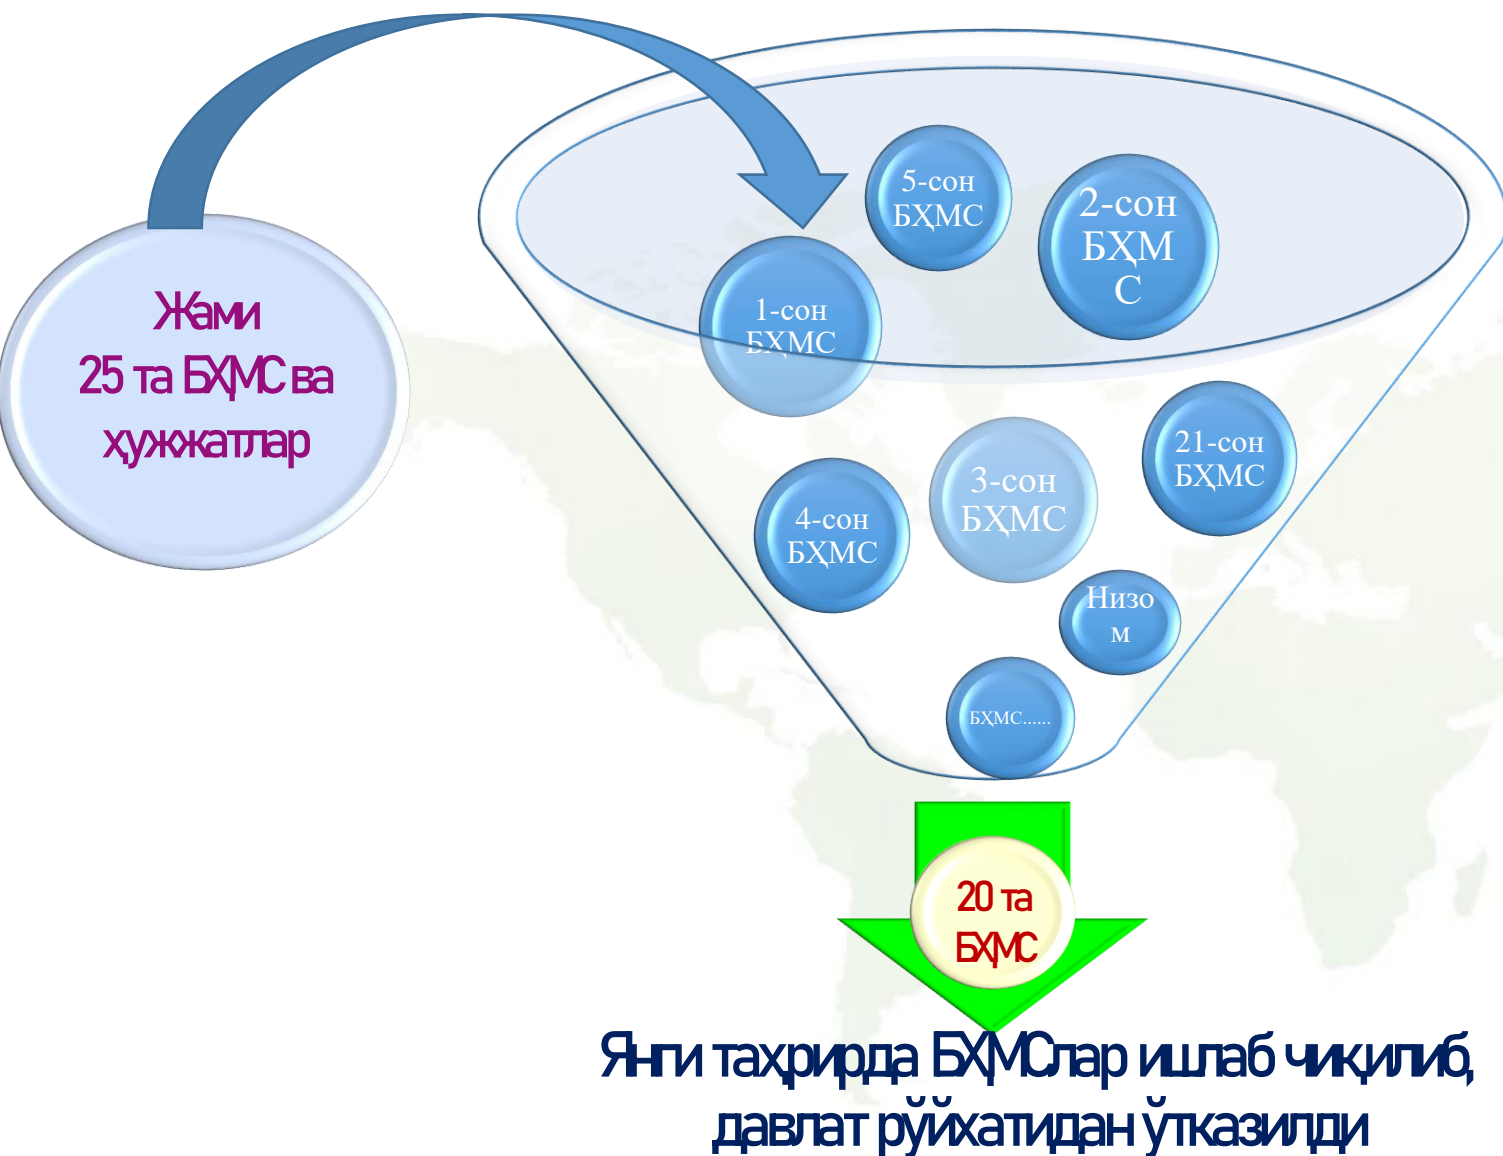 Жами
25 та БҲМС ва
ҳужжатлар
5-сон
БҲМС
2-сон
БҲМ
С
1-сон
БҲМС
21-сон
БҲМС
3-сон
БҲМС
4-сон
БҲМС
Низо
м
БҲМС......
20 та
БҲМС
Янги таҳрирда БҲМСлар ишлаб чиқилиб,
давлат рўйхатидан ўтказилди